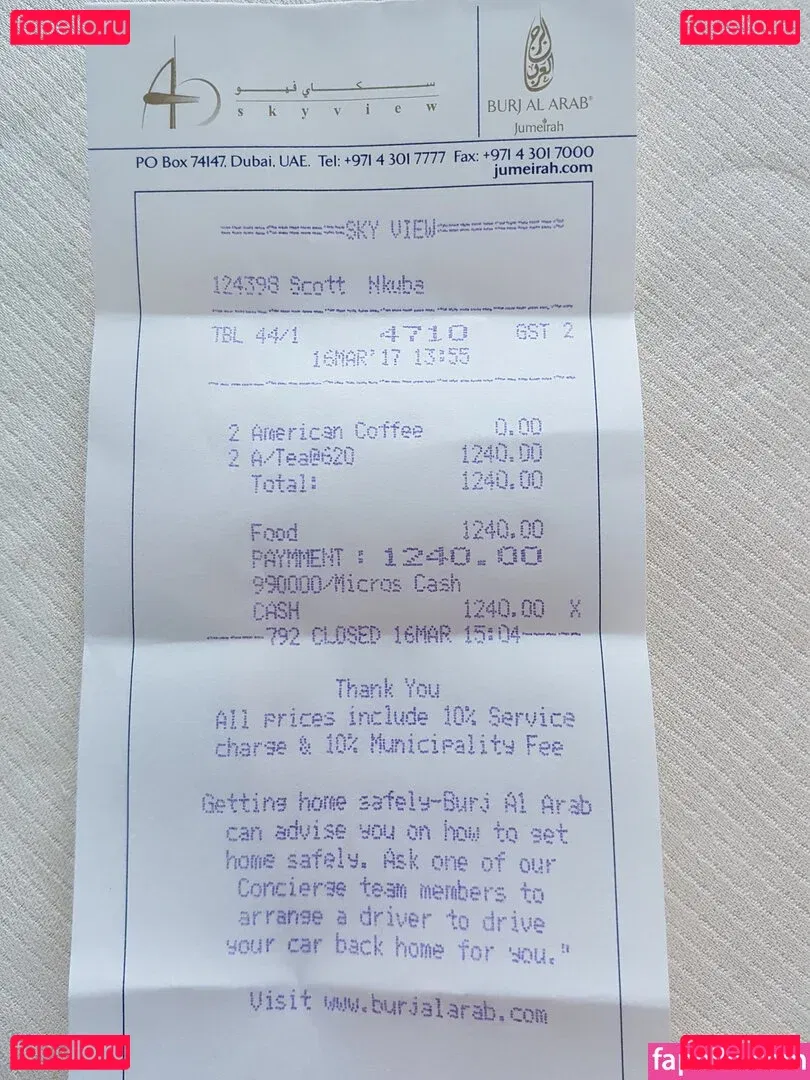 fapello.ru
fapello.ru
سكاي فيو
skyview
BURJ AL ARAB®
Jumeirah
PO Box 74147, Dubai, UAE. Tel: +971 4 301 7777 Fax: +971 4 301 7000
jumeirah.com
SKY VIEW
124398 Scott Nkuba
TBL 44/1 4710 GST 2
16MAR'17 13:55
2 American Coffee 0.00
2 A/Tea@620 1240.00
Total: 1240.00
Food 1240.00
PAYMMENT : 1240.00
990000/Micros Cash
CASH 1240.00 X
792 CLOSED 16MAR 15:04
Thank You
All prices include 10% Service
charge & 10% Municipality Fee
Getting home safely-Burj Al Arab
can advise you on how to get
home safely. Ask one of our
Concierge team members to
arrange a driver to drive
your car back home for you."
Visit www.burjalarab.com
fapello.ru
fapello.ru